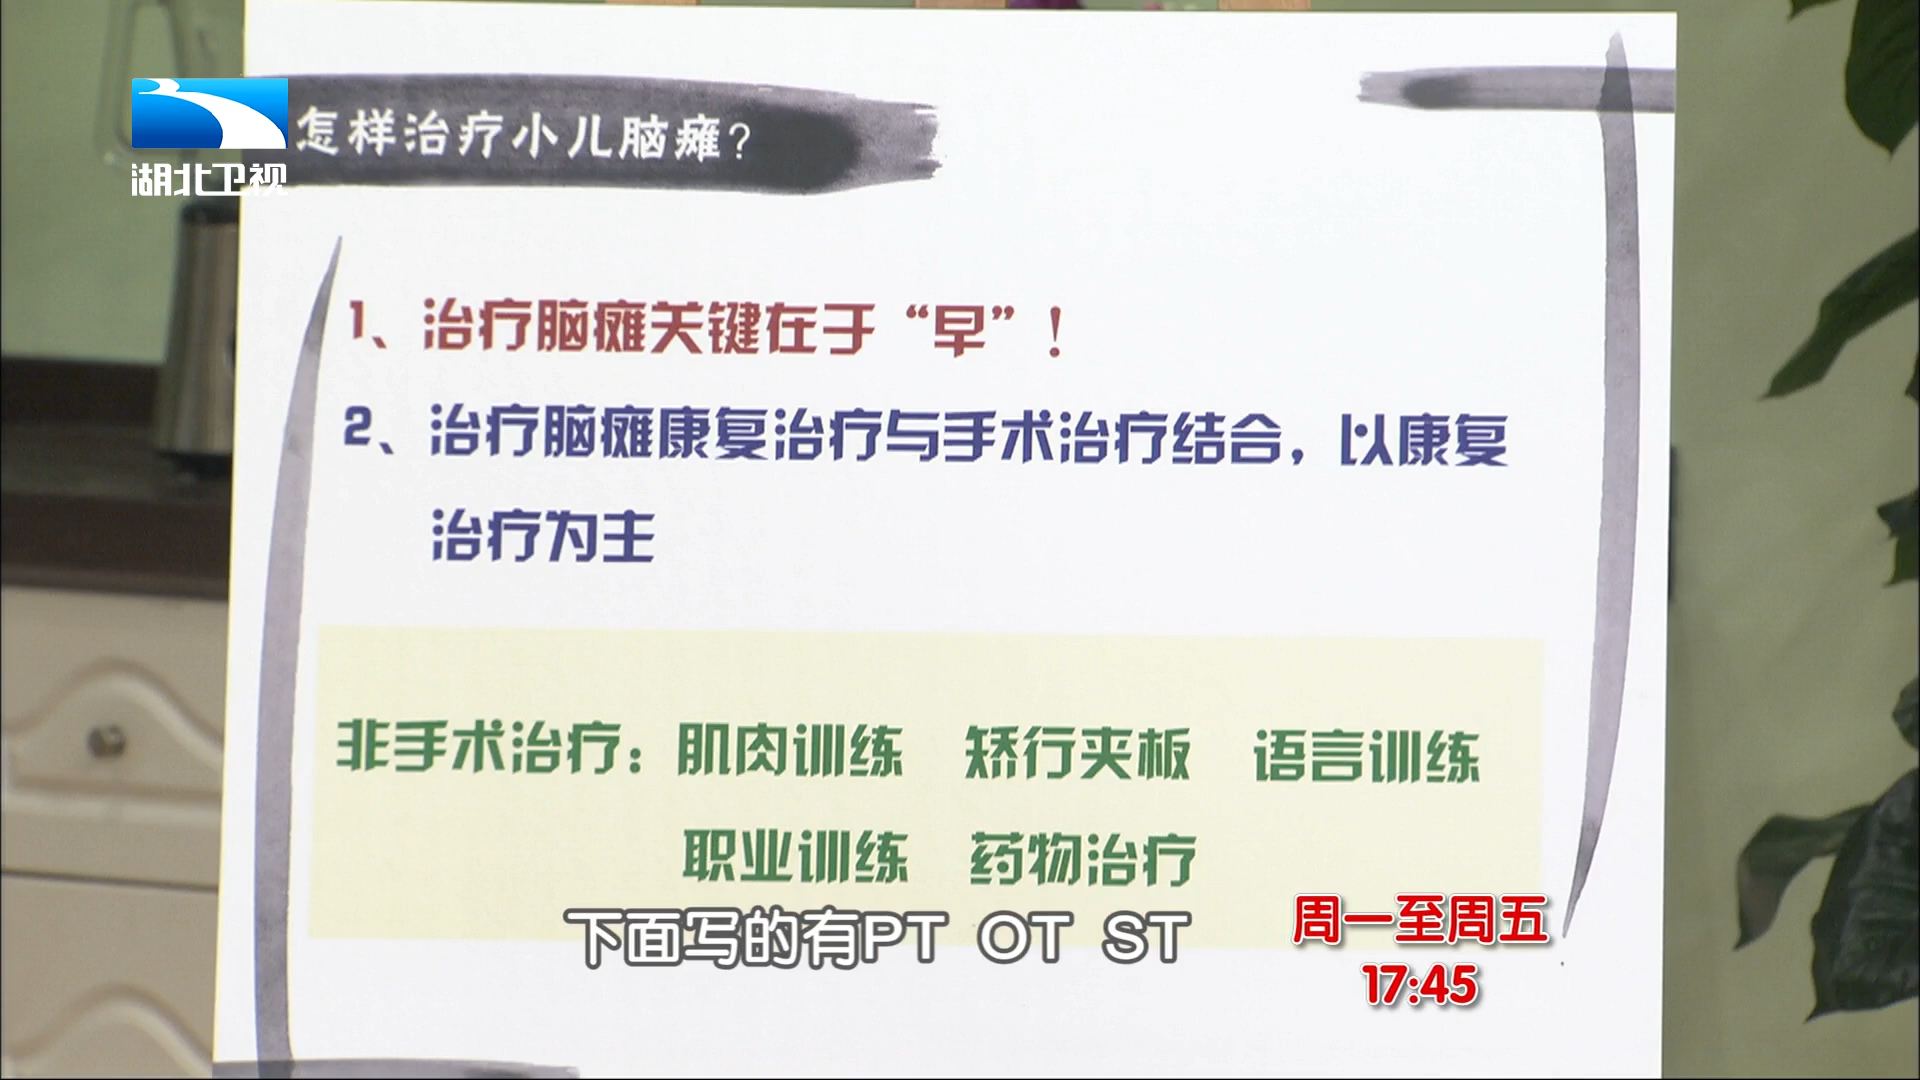 湖北卫视
怎样治疗小儿脑瘫?
1、治疗脑瘫关键在于“早”!
2、治疗脑瘫康复治疗与手术治疗结合,以康复
治疗为主
非手术治疗:肌肉训练 矫行夹板 语言训练
职业训练 药物治疗
下面写的有PT OT ST
周一至周五
17:45